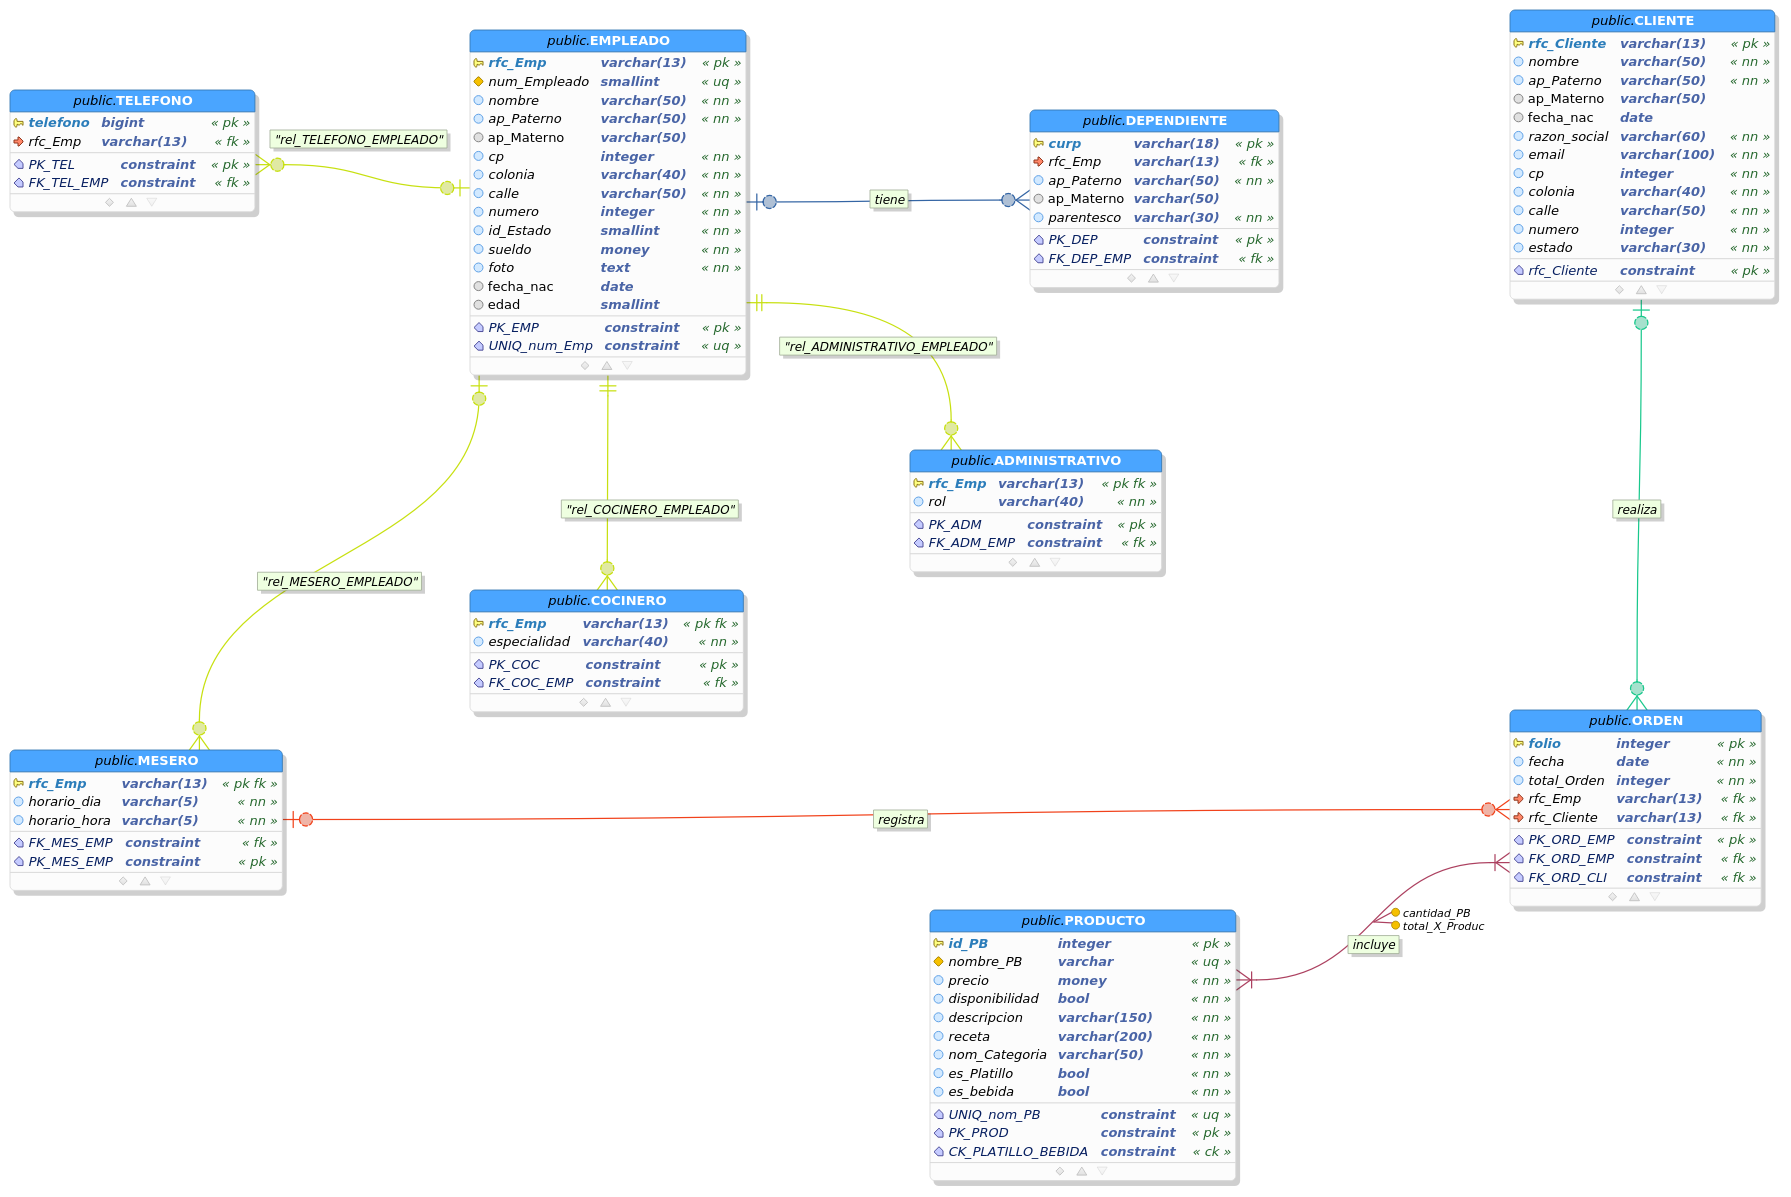 public.TELEFONO
telefono bigint « pk »
rfc_Emp varchar(13) « fk »
PK_TEL constraint « pk »
FK_TEL_EMP constraint « fk »
"rel_TELEFONO_EMPLEADO"
public.EMPLEADO
rfc_Emp varchar(13) « pk »
num_Empleado smallint « uq »
nombre varchar(50) « nn »
ap_Paterno varchar(50) « nn »
ap_Materno varchar(50)
cp integer « nn »
colonia varchar(40) « nn »
calle varchar(50) « nn »
numero integer « nn »
id_Estado smallint « nn »
sueldo money « nn »
foto text « nn »
fecha_nac date
edad smallint
PK_EMP constraint « pk »
UNIQ_num_Emp constraint « uq »
tiene
public.DEPENDIENTE
curp varchar(18) « pk »
rfc_Emp varchar(13) « fk »
ap_Paterno varchar(50) « nn »
ap_Materno varchar(50)
parentesco varchar(30) « nn »
PK_DEP constraint « pk »
FK_DEP_EMP constraint « fk »
public.CLIENTE
rfc_Cliente varchar(13) « pk »
nombre varchar(50) « nn »
ap_Paterno varchar(50) « nn »
ap_Materno varchar(50)
fecha_nac date
razon_social varchar(60) « nn »
email varchar(100) « nn »
cp integer « nn »
colonia varchar(40) « nn »
calle varchar(50) « nn »
numero integer « nn »
estado varchar(30) « nn »
rfc_Cliente constraint « pk »
"rel_ADMINISTRATIVO_EMPLEADO"
public.ADMINISTRATIVO
rfc_Emp varchar(13) « pk fk »
rol varchar(40) « nn »
PK_ADM constraint « pk »
FK_ADM_EMP constraint « fk »
"rel_COCINERO_EMPLEADO"
realiza
"rel_MESERO_EMPLEADO"
public.COCINERO
rfc_Emp varchar(13) « pk fk »
especialidad varchar(40) « nn »
PK_COC constraint « pk »
FK_COC_EMP constraint « fk »
public.MESERO
rfc_Emp varchar(13) « pk fk »
horario_dia varchar(5) « nn »
horario_hora varchar(5) « nn »
FK_MES_EMP constraint « fk »
PK_MES_EMP constraint « pk »
registra
public.ORDEN
folio integer « pk »
fecha date « nn »
total_Orden integer « nn »
rfc_Emp varchar(13) « fk »
rfc_Cliente varchar(13) « fk »
PK_ORD_EMP constraint « pk »
FK_ORD_EMP constraint « fk »
FK_ORD_CLI constraint « fk »
cantidad_PB
total_X_Produc
incluye
public.PRODUCTO
id_PB integer « pk »
nombre_PB varchar « uq »
precio money « nn »
disponibilidad bool « nn »
descripcion varchar(150) « nn »
receta varchar(200) « nn »
nom_Categoria varchar(50) « nn »
es_Platillo bool « nn »
es_bebida bool « nn »
UNIQ_nom_PB constraint « uq »
PK_PROD constraint « pk »
CK_PLATILLO_BEBIDA constraint « ck »